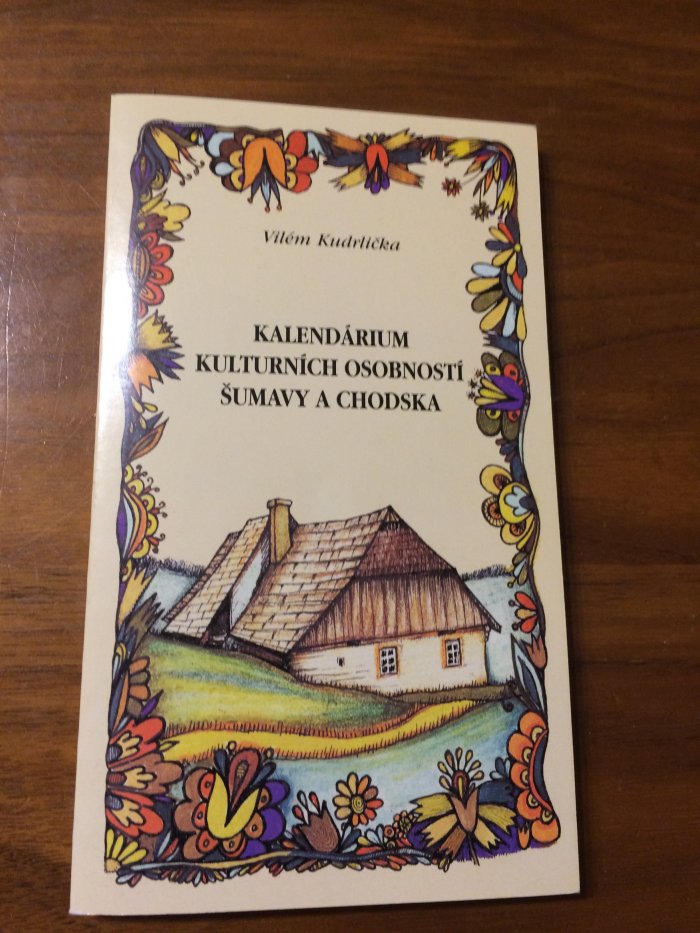 Vilém Kudrlička
KALENDÁRIUM
KULTURNÍCH OSOBNOSTÍ
ŠUMAVY A CHODSKA